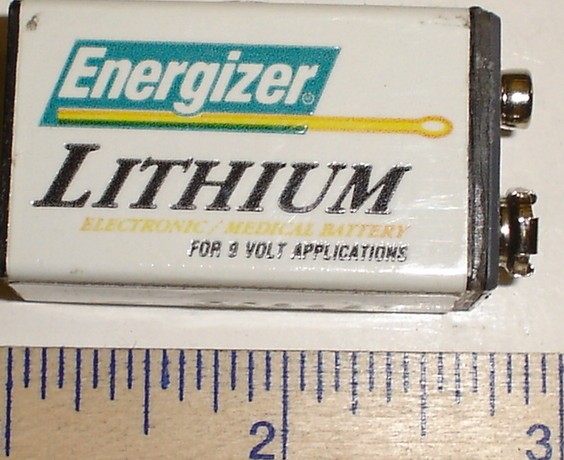 Energizer
LITHIUM
ELECTRONIC / MEDICAL BATTERY
FOR 9 VOLT APPLICATIONS
2
3